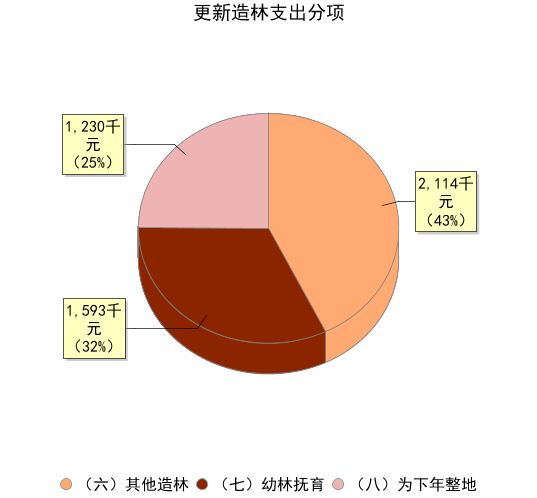 更新造林支出分项
1,230千
元
（25%）
2,114千
元
（43%）
1,593千
元
（32%）
（六）其他造林 （七）幼林抚育 （八）为下年整地